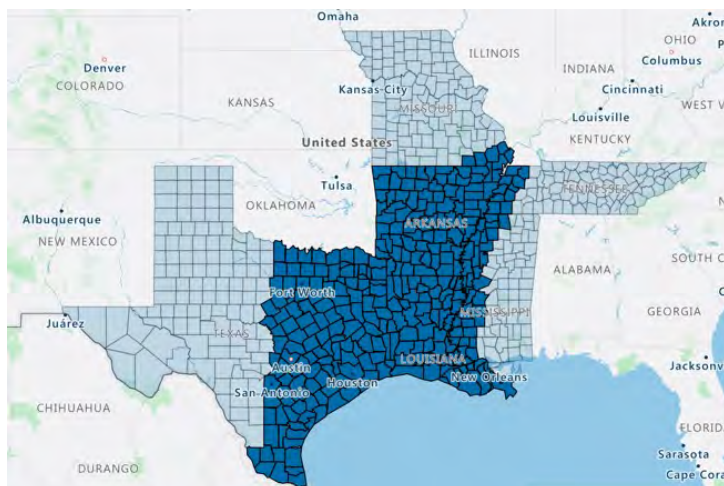 Omaha
Akro
ILLINOIS
OHIO
P
Denver
INDIANA
Columbus
COLORADO
Kansas-City
Cincinnati
KANSAS
MISSOURI
WEST V
Louisville
United States
KENTUCKY
Tulsa
TENNESSEE
OKLAHOMA
Albuquerque
ARKANSAS
NEW MEXICO
SOUTH C
ALABAMA
Fort Worth
MISSISSIPPI
GEORGIA
Juárez
TEXAS
LOUISIANA
Austin
Jacksonv
New Orleans
Houston
San Antonio
CHIHUAHUA
FLORID
Sarasota
DURANGO
Cape Cora